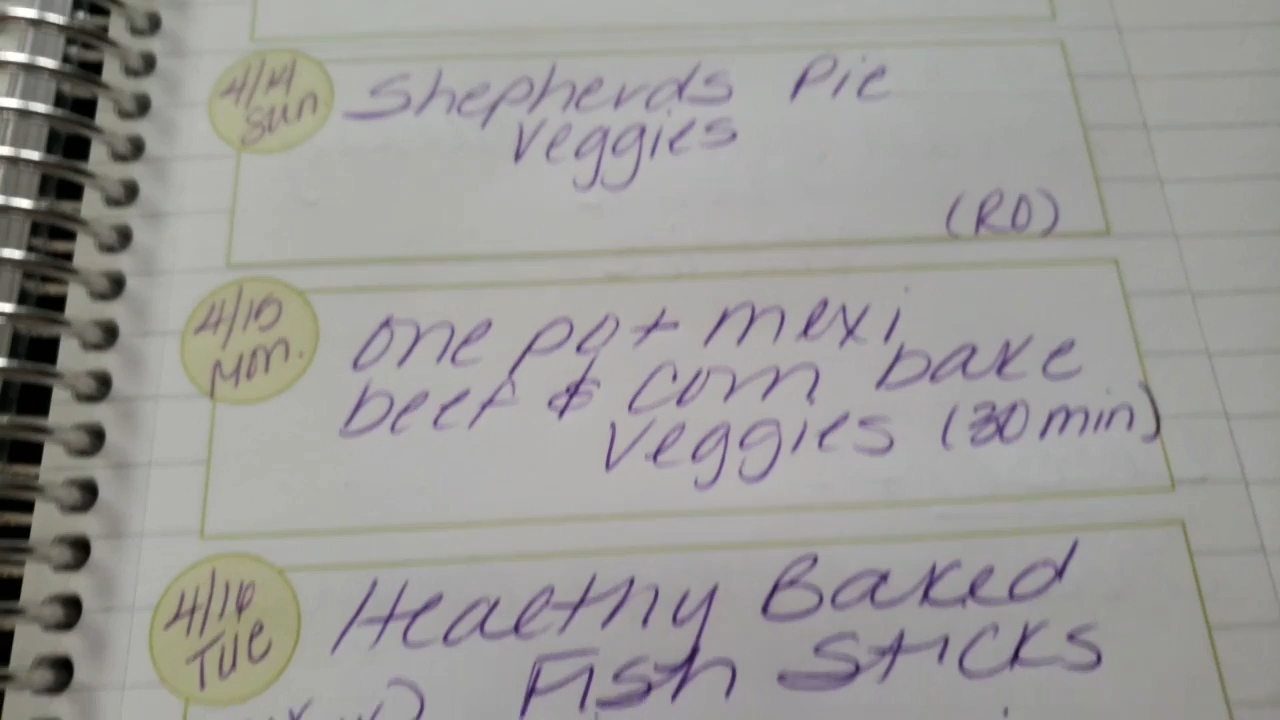 4/14
Sun
Shepherds Pie
veggies
(RD)
4/15
Mon.
one pot mexi
beef & corn bake
veggies (30 min)
4/16
Tue
Healthy Baked
Fish Sticks